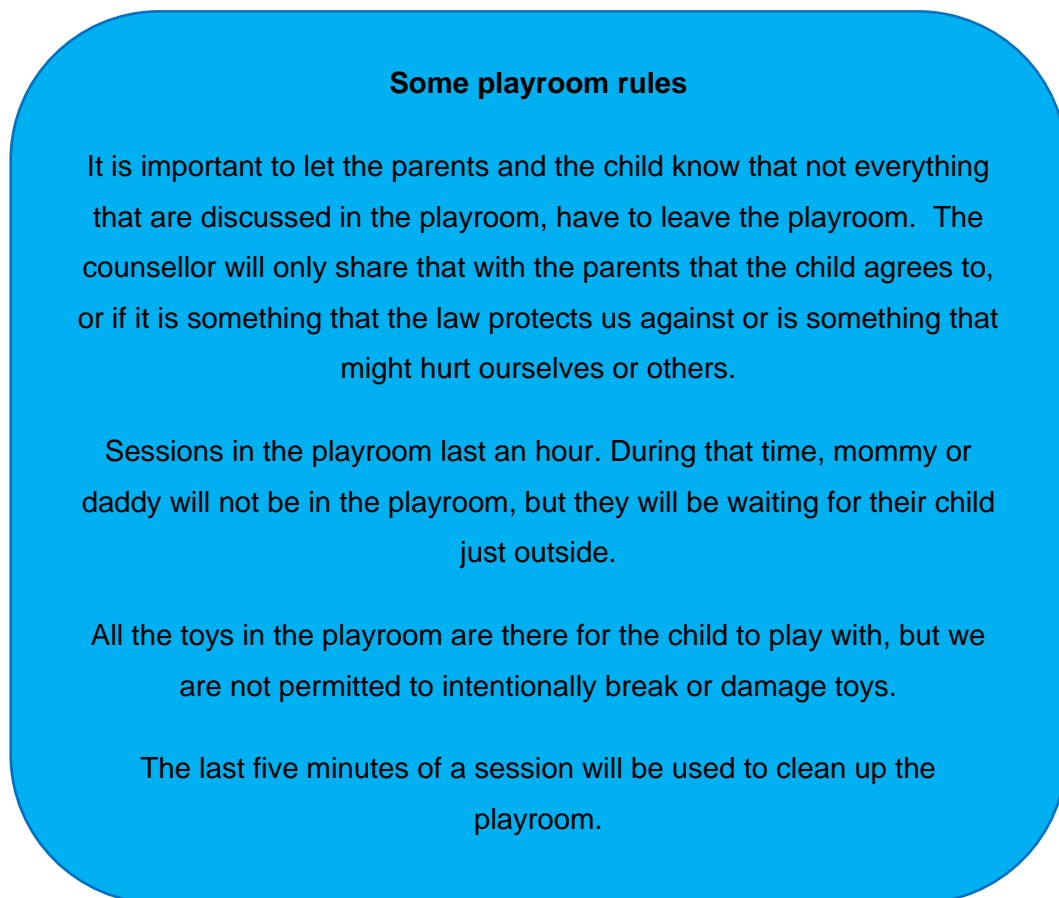 Some playroom rules
It is important to let the parents and the child know that not everything
that are discussed in the playroom, have to leave the playroom.  The
counsellor will only share that with the parents that the child agrees to,
or if it is something that the law protects us against or is something that
might hurt ourselves or others.
Sessions in the playroom last an hour. During that time, mommy or
daddy will not be in the playroom, but they will be waiting for their child
just outside.
All the toys in the playroom are there for the child to play with, but we
are not permitted to intentionally break or damage toys.
The last five minutes of a session will be used to clean up the
playroom.